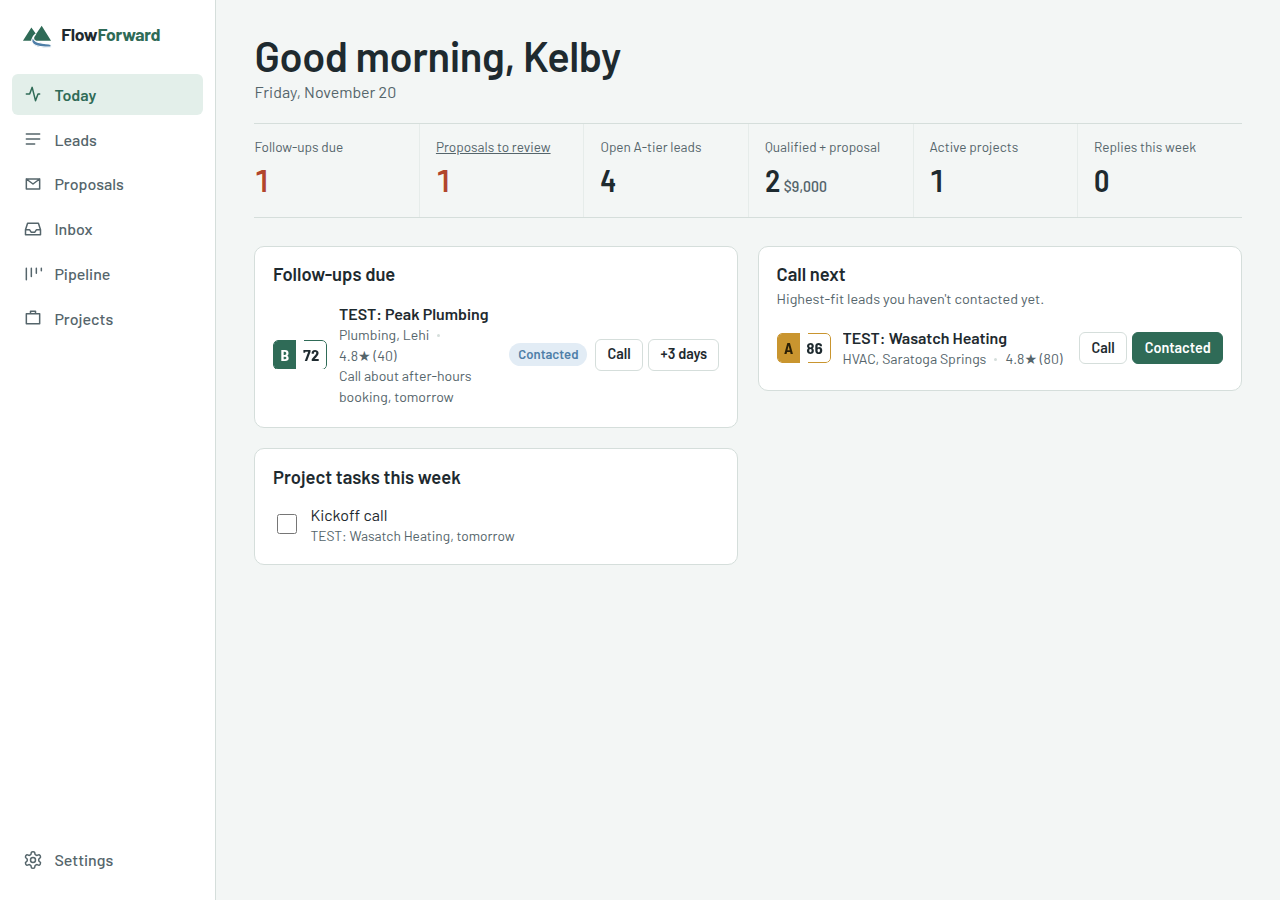 FlowForward
Today
Leads
Proposals
Inbox
Pipeline
Projects
Settings
Good morning, Kelby
Friday, November 20
Follow-ups due
1
Proposals to review
1
Open A-tier leads
4
Qualified + proposal
2 $9,000
Active projects
1
Replies this week
0
Follow-ups due
B 72
TEST: Peak Plumbing
Plumbing, Lehi •
4.8★ (40)
Call about after-hours
booking, tomorrow
Contacted
Call
+3 days
Call next
Highest-fit leads you haven't contacted yet.
A 86
TEST: Wasatch Heating
HVAC, Saratoga Springs • 4.8★ (80)
Call
Contacted
Project tasks this week
Kickoff call
TEST: Wasatch Heating, tomorrow